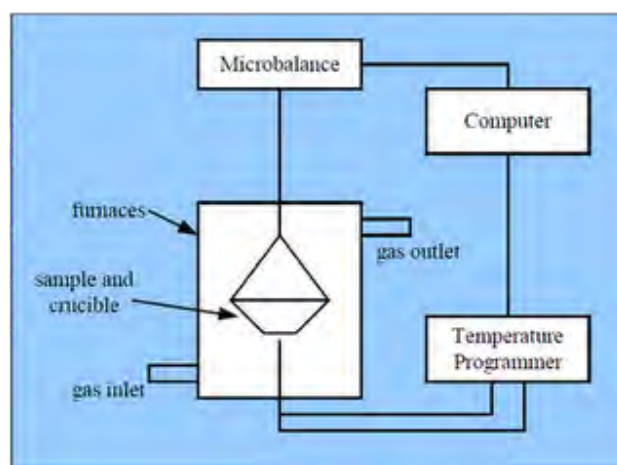 Microbalance
Computer
furnaces
gas outlet
sample and
crucible
Temperature
Programmer
gas inlet